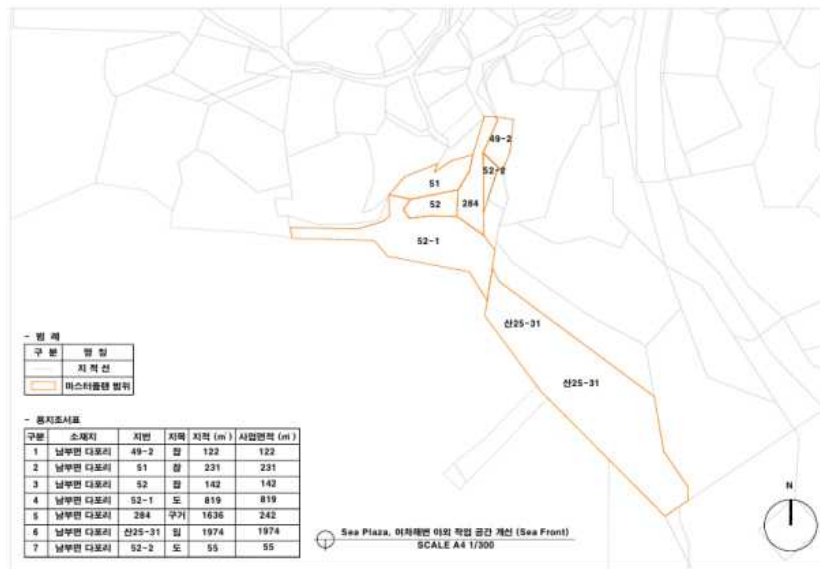 49-2
52-2
51
52
284
52-1
산25-31
산25-31
- 범 례
구 분 명 칭
지 적 선
마스터플랜 범위
- 용지조서표
구분 소재지 지번 지목 지적 (㎡) 사업면적 (㎡)
1 남부면 다포리 49-2 잡 122 122
2 남부면 다포리 51 잡 231 231
3 남부면 다포리 52 잡 142 142
4 남부면 다포리 52-1 도 819 819
5 남부면 다포리 284 구거 1636 242
6 남부면 다포리 산25-31 임 1974 1974
7 남부면 다포리 52-2 도 55 55
Sea Plaza, 여차해변 야외 작업 공간 개선 (Sea Front)
SCALE A4 1/300
N